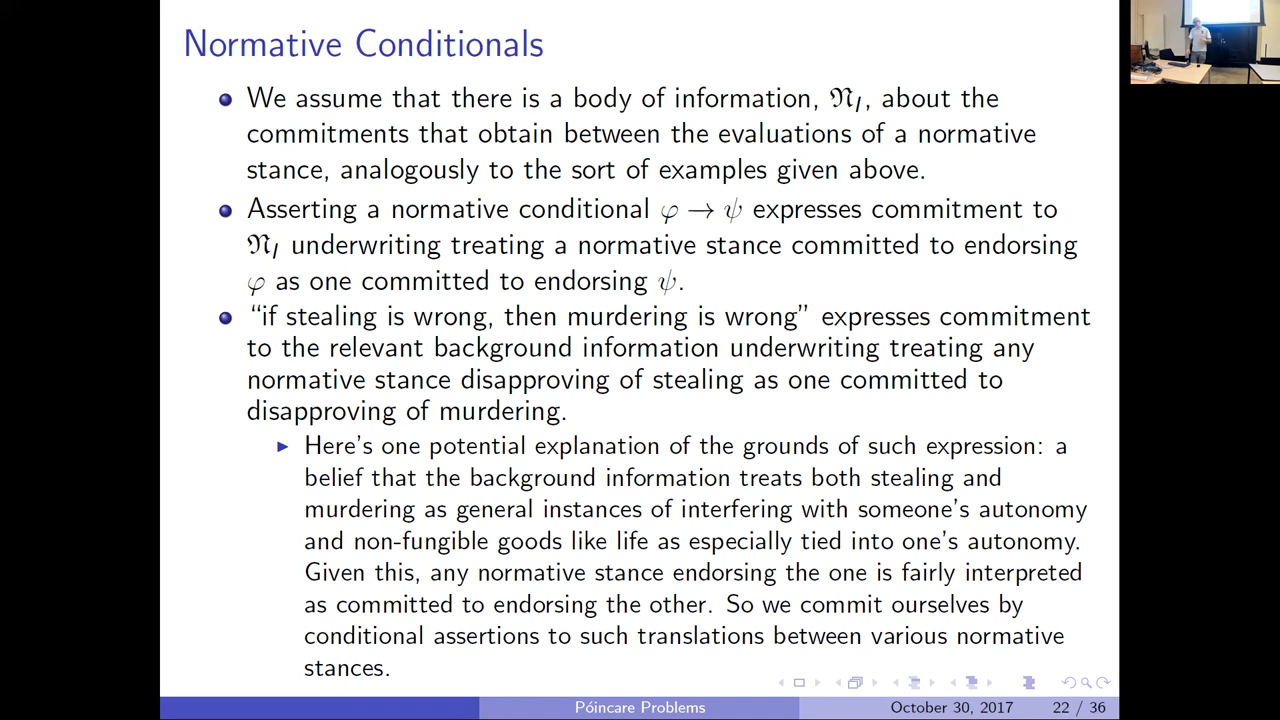 Normative Conditionals
We assume that there is a body of information, 𝔑I, about the
commitments that obtain between the evaluations of a normative
stance, analogously to the sort of examples given above.
Asserting a normative conditional φ → ψ expresses commitment to
𝔑I underwriting treating a normative stance committed to endorsing
φ as one committed to endorsing ψ.
“if stealing is wrong, then murdering is wrong” expresses commitment
to the relevant background information underwriting treating any
normative stance disapproving of stealing as one committed to
disapproving of murdering.
Here's one potential explanation of the grounds of such expression: a
belief that the background information treats both stealing and
murdering as general instances of interfering with someone's autonomy
and non-fungible goods like life as especially tied into one's autonomy.
Given this, any normative stance endorsing the one is fairly interpreted
as committed to endorsing the other. So we commit ourselves by
conditional assertions to such translations between various normative
stances.
Póincare Problems October 30, 2017 22 / 36